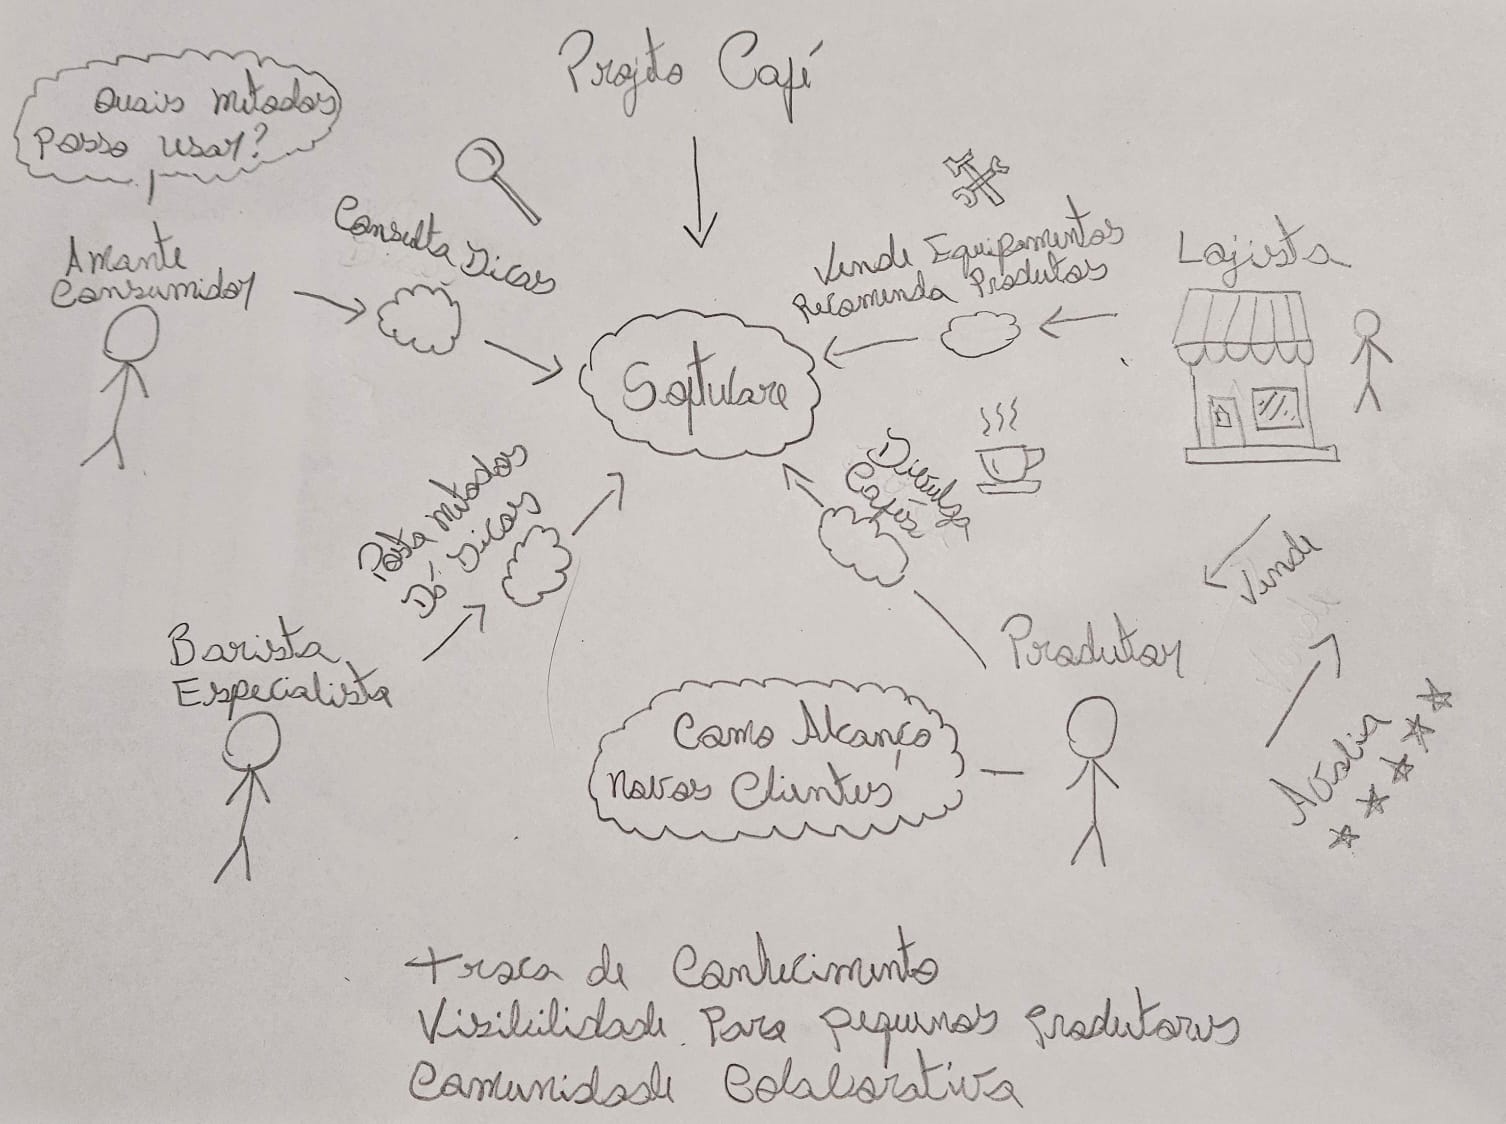 Projeto Café
Quais métodos
posso usar?
Amante
Consumidor
Consulta Dicas
Vende Equipamentos
Recomenda Produtos
Lojista
Software
Posta Métodos
Dá Dicas
Divulga
Cafés
Vende
Barista
Especialista
Produtor
Como Alcanço
novos Clientes
Avalia
Troca de Conhecimento
Visibilidade Para pequenos produtores
Comunidade Colaborativa